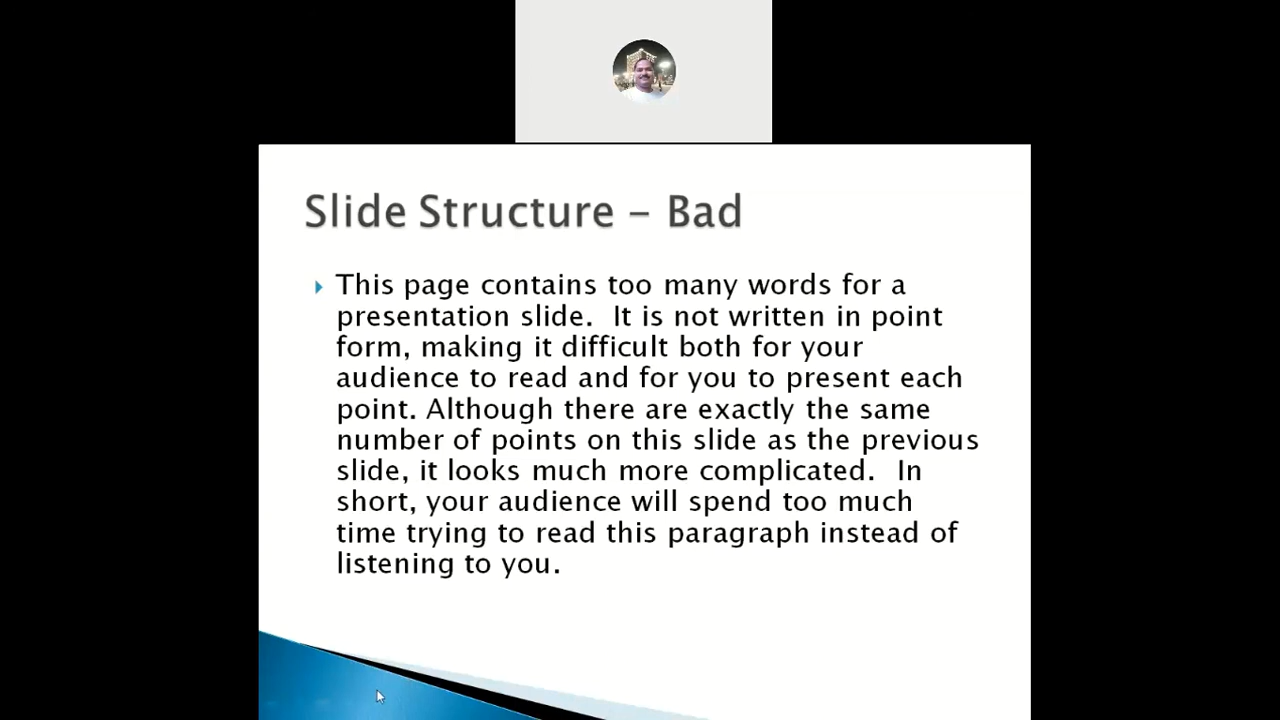 Slide Structure – Bad
This page contains too many words for a
presentation slide.  It is not written in point
form, making it difficult both for your
audience to read and for you to present each
point. Although there are exactly the same
number of points on this slide as the previous
slide, it looks much more complicated.  In
short, your audience will spend too much
time trying to read this paragraph instead of
listening to you.